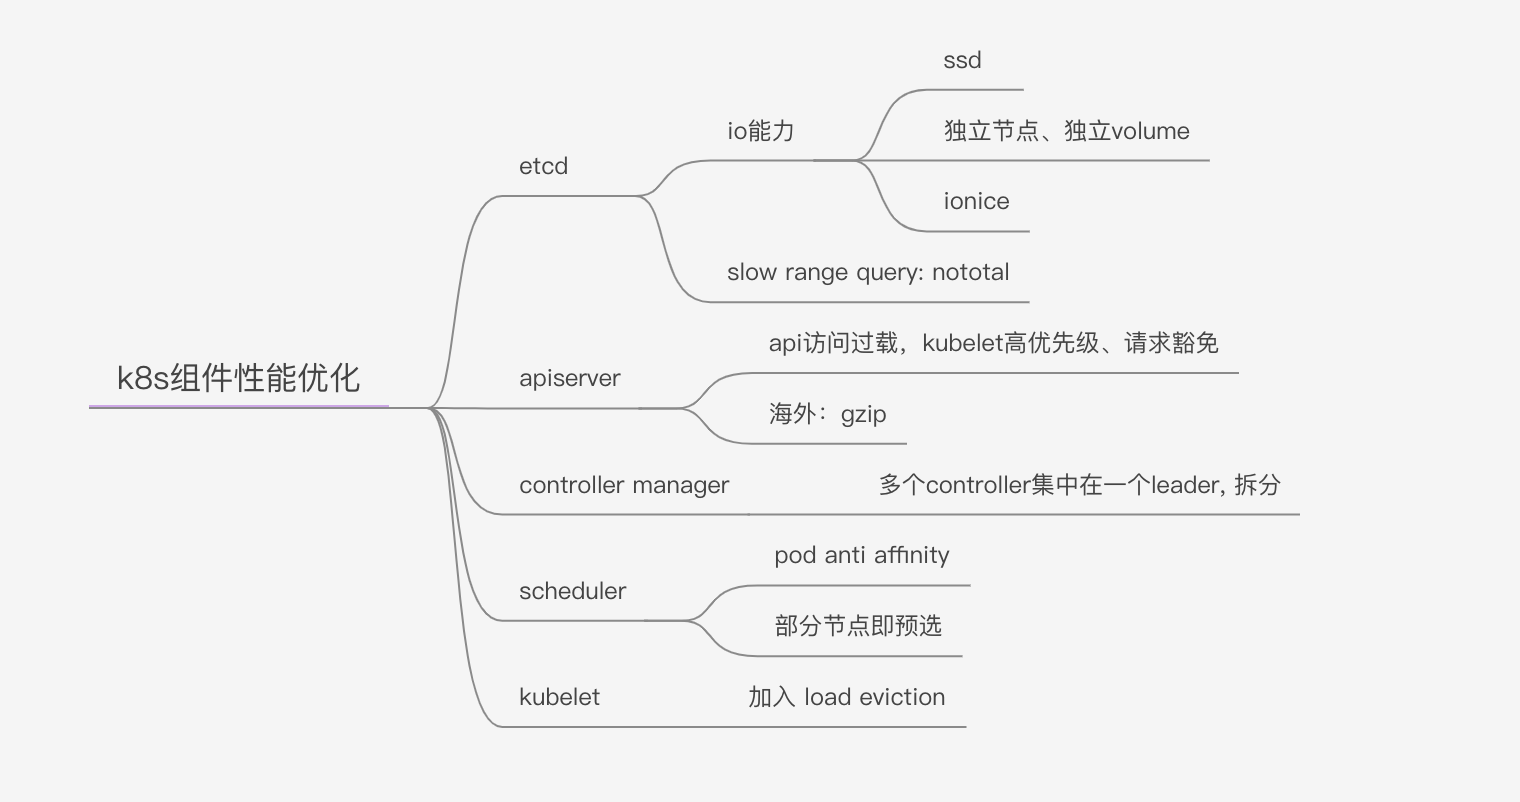 k8s组件性能优化
etcd
io能力
ssd
独立节点、独立volume
ionice
slow range query: nototal
apiserver
api访问过载，kubelet高优先级、请求豁免
海外：gzip
controller manager
多个controller集中在一个leader, 拆分
scheduler
pod anti affinity
部分节点即预选
kubelet
加入 load eviction